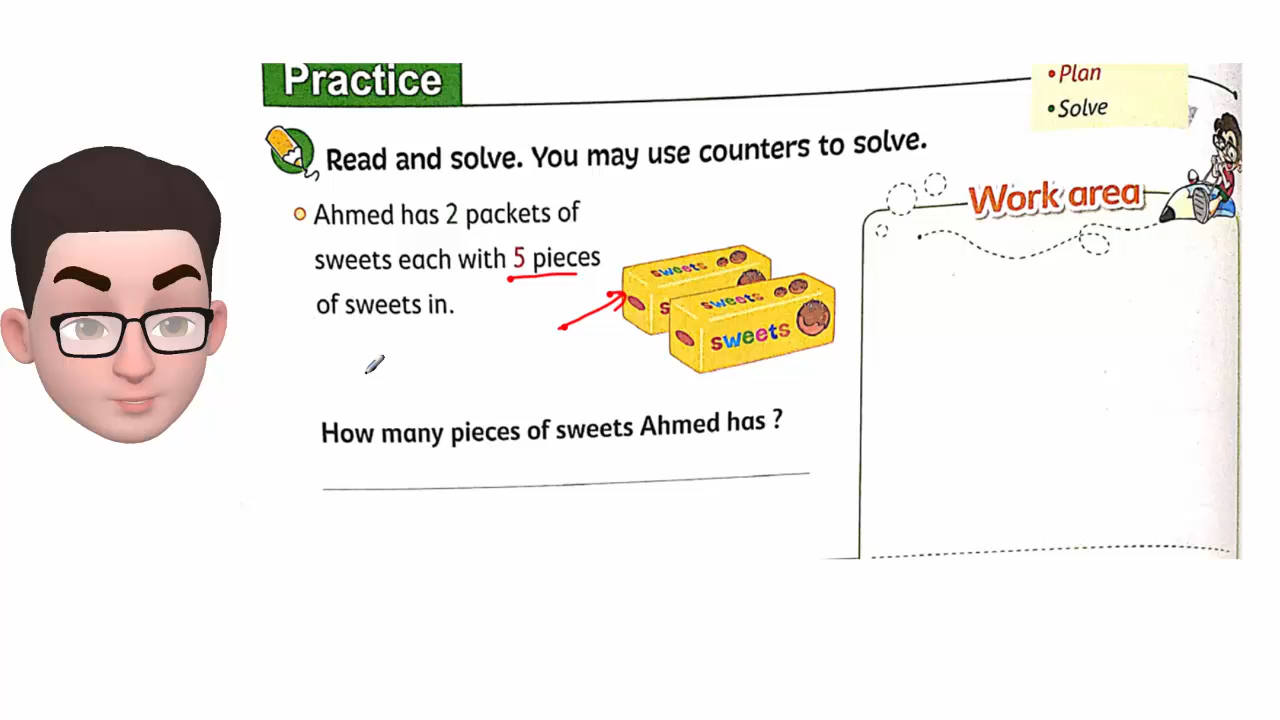 Practice
• Plan
• Solve
Read and solve. You may use counters to solve.
Work area
Ahmed has 2 packets of
sweets each with 5 pieces
of sweets in.
sweets
s
sweets
sweets
How many pieces of sweets Ahmed has ?